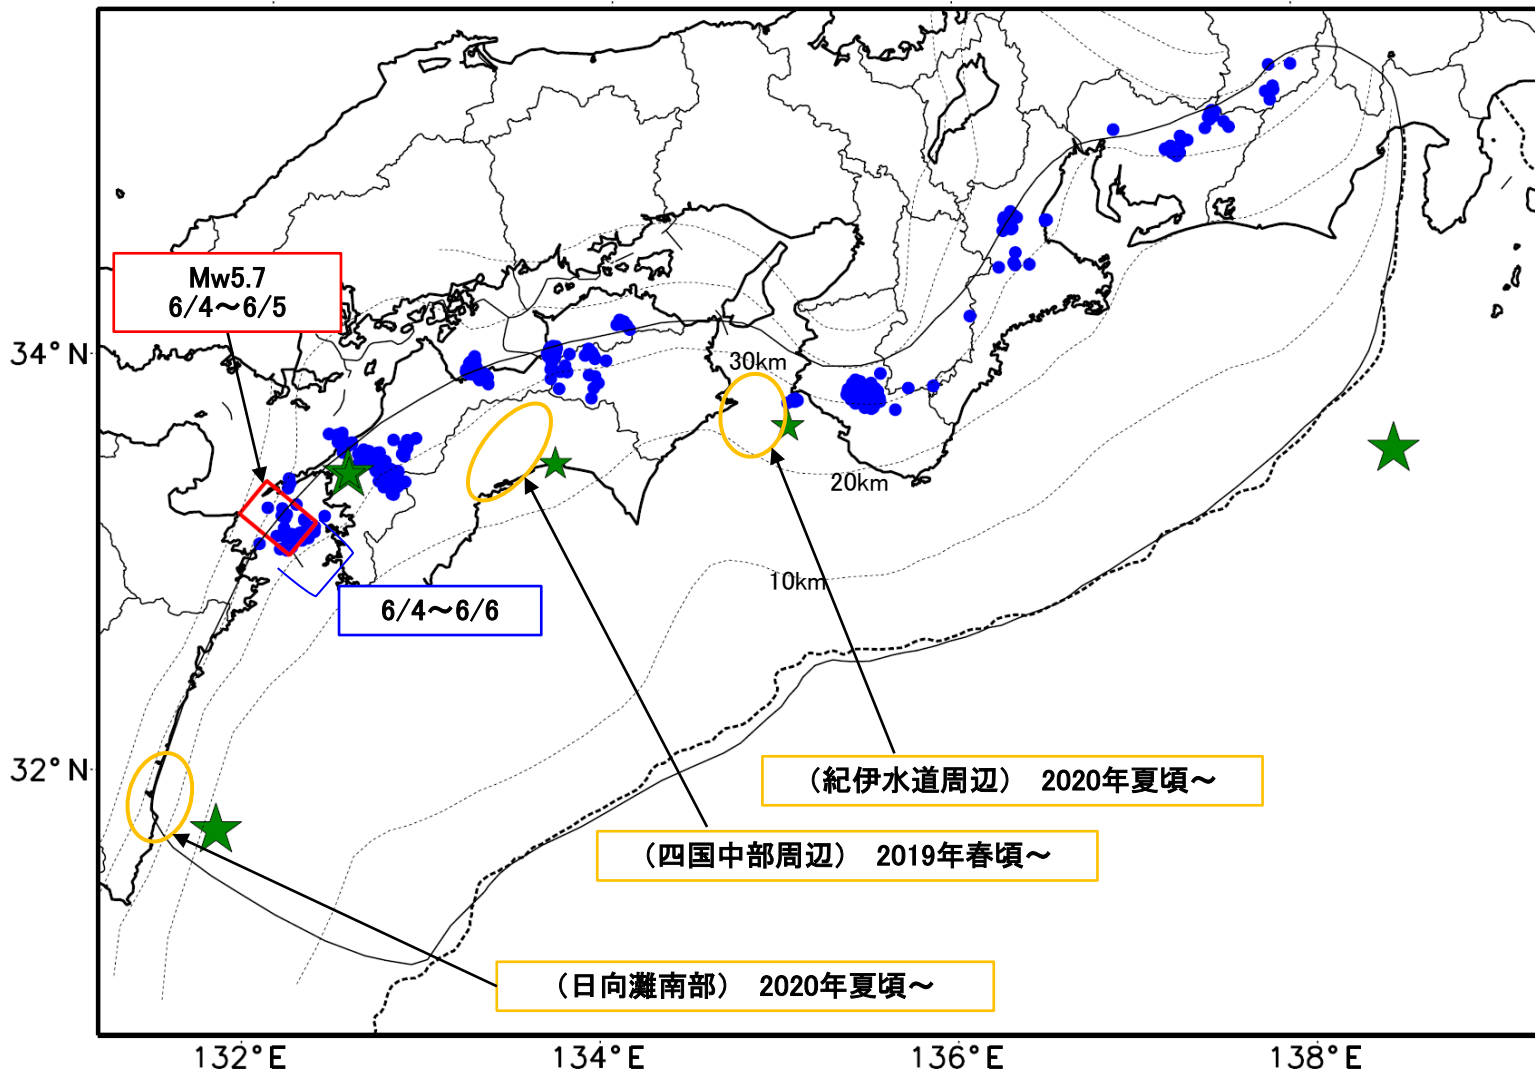 Mw5.7
6/4～6/5
34°N
30km
20km
10km
6/4～6/6
32°N
（紀伊水道周辺） 2020年夏頃～
（四国中部周辺） 2019年春頃～
（日向灘南部） 2020年夏頃～
132°E
134°E
136°E
138°E